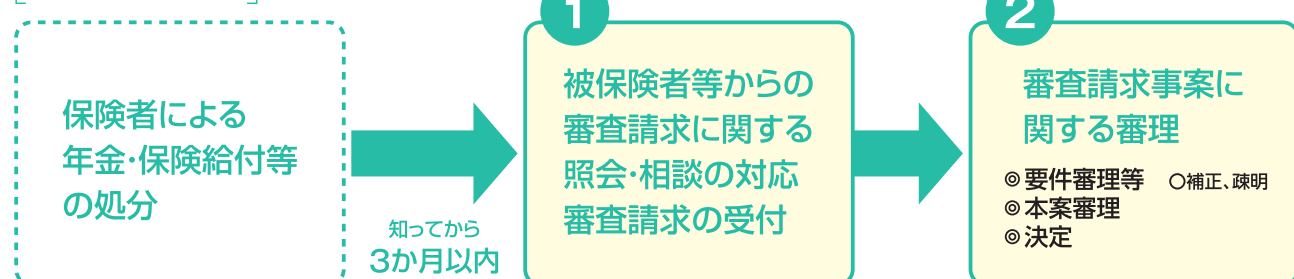 保険者による
年金・保険給付等
の処分
知ってから
3か月以内
1
被保険者等からの
審査請求に関する
照会・相談の対応
審査請求の受付
2
審査請求事案に
関する審理
◎要件審理等 〇補正、疎明
◎本案審理
◎決定